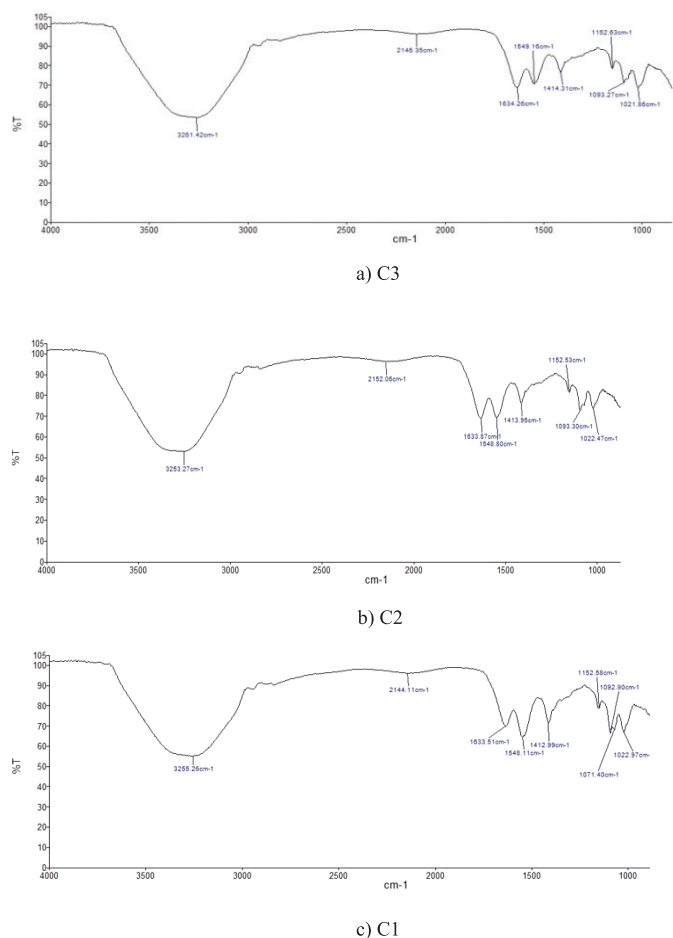 105
100
90
80
70
60
50
40
30
20
10
0
%T
4000
3500
3000
2500
2000
1500
1000
cm-1
3261.42cm-1
2145.35cm-1
1634.26cm-1
1549.16cm-1
1414.31cm-1
1152.53cm-1
1093.27cm-1
1021.86cm-1
a) C3
105
100
90
80
70
60
50
40
30
20
10
0
%T
4000
3500
3000
2500
2000
1500
1000
cm-1
3253.27cm-1
2152.06cm-1
1633.87cm-1
1548.80cm-1
1413.95cm-1
1152.53cm-1
1093.30cm-1
1022.47cm-1
b) C2
105
100
90
80
70
60
50
40
30
20
10
0
%T
4000
3500
3000
2500
2000
1500
1000
cm-1
3255.26cm-1
2144.11cm-1
1633.51cm-1
1548.11cm-1
1412.99cm-1
1152.58cm-1
1092.90cm-1
1071.40cm-1
1022.97cm-
c) C1